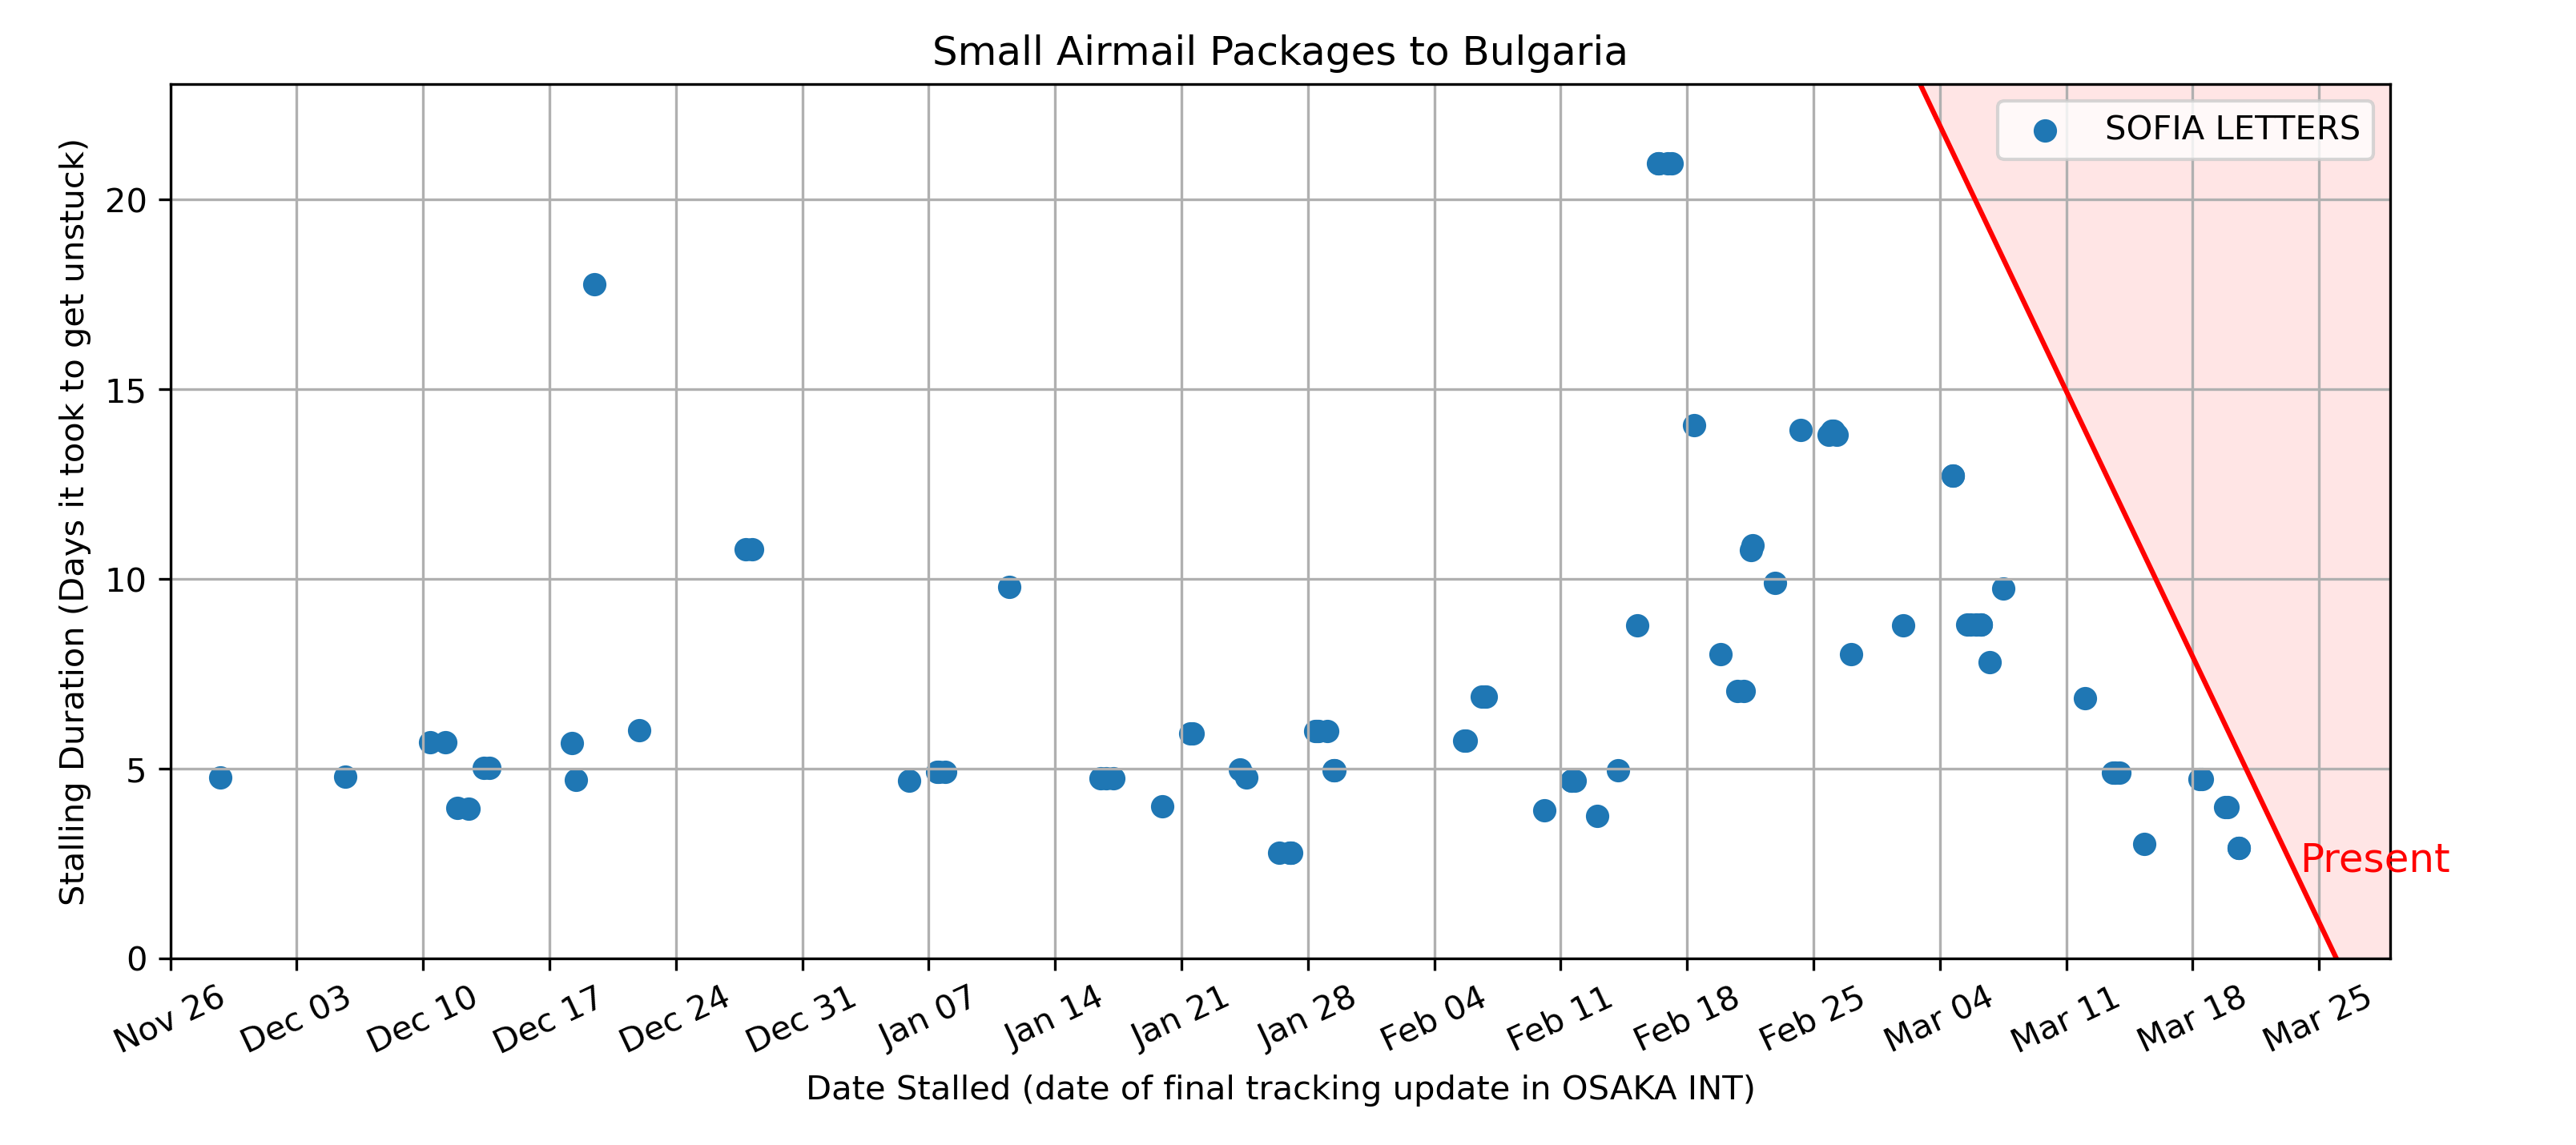 Small Airmail Packages to Bulgaria
SOFIA LETTERS
Stalling Duration (Days it took to get unstuck)
20
15
10
5
0
Present
Nov 26
Dec 03
Dec 10
Dec 17
Dec 24
Dec 31
Jan 07
Jan 14
Jan 21
Jan 28
Feb 04
Feb 11
Feb 18
Feb 25
Mar 04
Mar 11
Mar 18
Mar 25
Date Stalled (date of final tracking update in OSAKA INT)